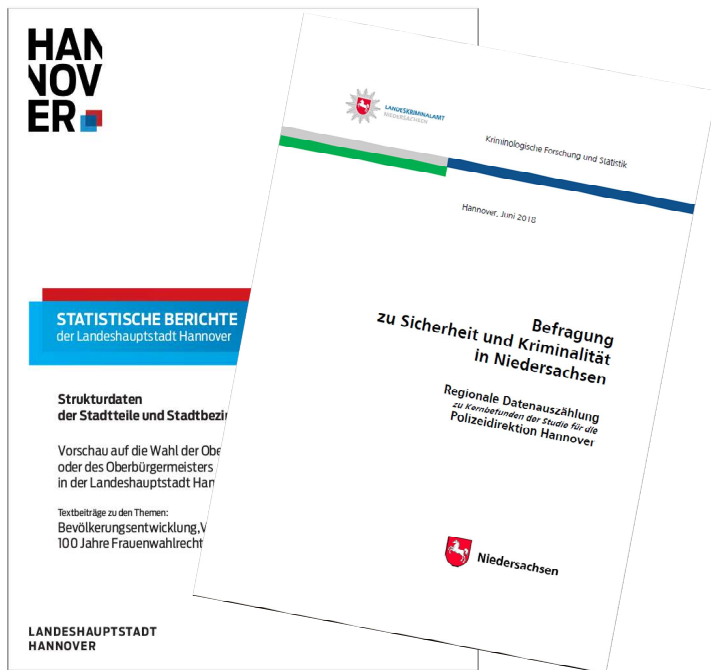 HAN
NOV
ER
STATISTISCHE BERICHTE
der Landeshauptstadt Hannover
Strukturdaten
der Stadtteile und Stadtbezi
Vorschau auf die Wahl der Obe
oder des Oberbürgermeisters
in der Landeshauptstadt Han
Textbeiträge zu den Themen:
Bevölkerungsentwicklung, V
100 Jahre Frauenwahlrecht
LANDESHAUPTSTADT
HANNOVER
LANDESKRIMINALAMT
NIEDERSACHSEN
Kriminologische Forschung und Statistik
Hannover, Juni 2018
Befragung
zu Sicherheit und Kriminalität
in Niedersachsen
Regionale Datenauszählung
zu Kernbefunden der Studie für die
Polizeidirektion Hannover
Niedersachsen